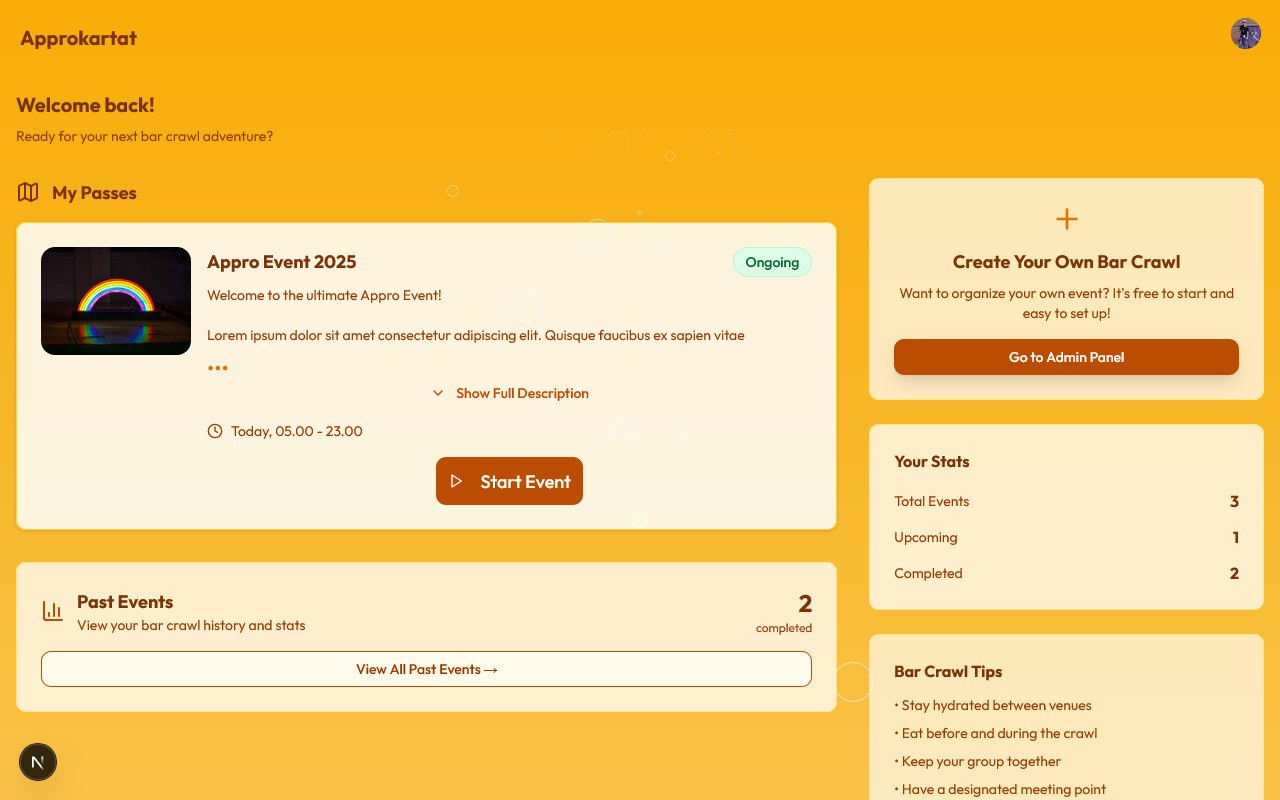 Approkartat
Welcome back!
Ready for your next bar crawl adventure?
My Passes
Appro Event 2025
Ongoing
Welcome to the ultimate Appro Event!
Lorem ipsum dolor sit amet consectetur adipiscing elit. Quisque faucibus ex sapien vitae
•••
Show Full Description
Today, 05.00 - 23.00
Start Event
Past Events
View your bar crawl history and stats
2
completed
View All Past Events →
Create Your Own Bar Crawl
Want to organize your own event? It's free to start and
easy to set up!
Go to Admin Panel
Your Stats
Total Events 3
Upcoming 1
Completed 2
Bar Crawl Tips
• Stay hydrated between venues
• Eat before and during the crawl
• Keep your group together
• Have a designated meeting point
N